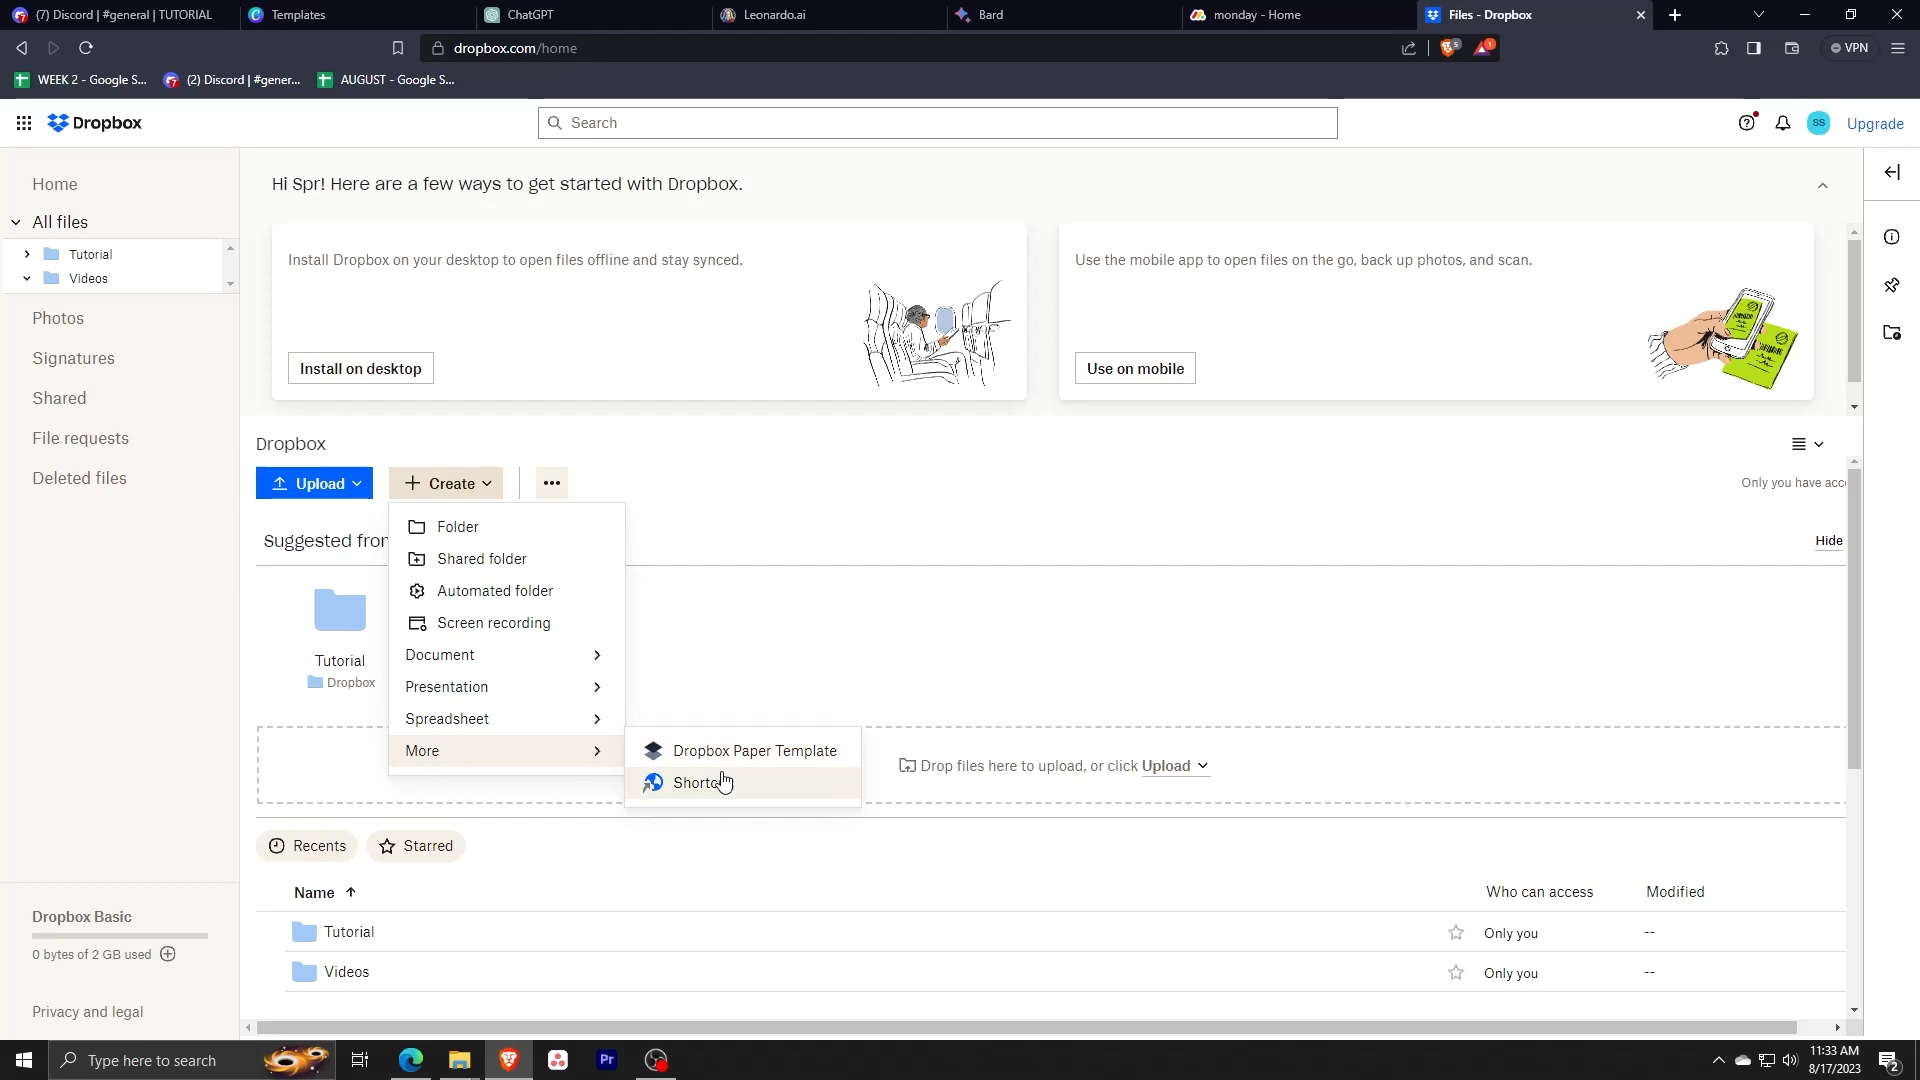 (7) Discord | #general | TUTORIAL
Templates
ChatGPT
Leonardo.ai
Bard
monday - Home
Files - Dropbox
dropbox.com/home
5
1
VPN
WEEK 2 - Google S...
(2) Discord | #gener...
AUGUST - Google S...
Dropbox
Search
SS
Upgrade
Home
All files
Tutorial
Videos
Photos
Signatures
Shared
File requests
Deleted files
Hi Spr! Here are a few ways to get started with Dropbox.
Install Dropbox on your desktop to open files offline and stay synced.
Install on desktop
Use the mobile app to open files on the go, back up photos, and scan.
Use on mobile
Dropbox
Upload
Create
Only you have acc
Folder
Shared folder
Automated folder
Screen recording
Document
Presentation
Spreadsheet
More
Dropbox Paper Template
Suggested
Hide
Tutorial
Dropbox
Drop files here to upload, or click Upload
Recents
Starred
Name
Who can access
Modified
Tutorial
Only you
--
Videos
Only you
--
Dropbox Basic
0 bytes of 2 GB used
Privacy and legal
Type here to search
Pr
11:33 AM
8/17/2023
2